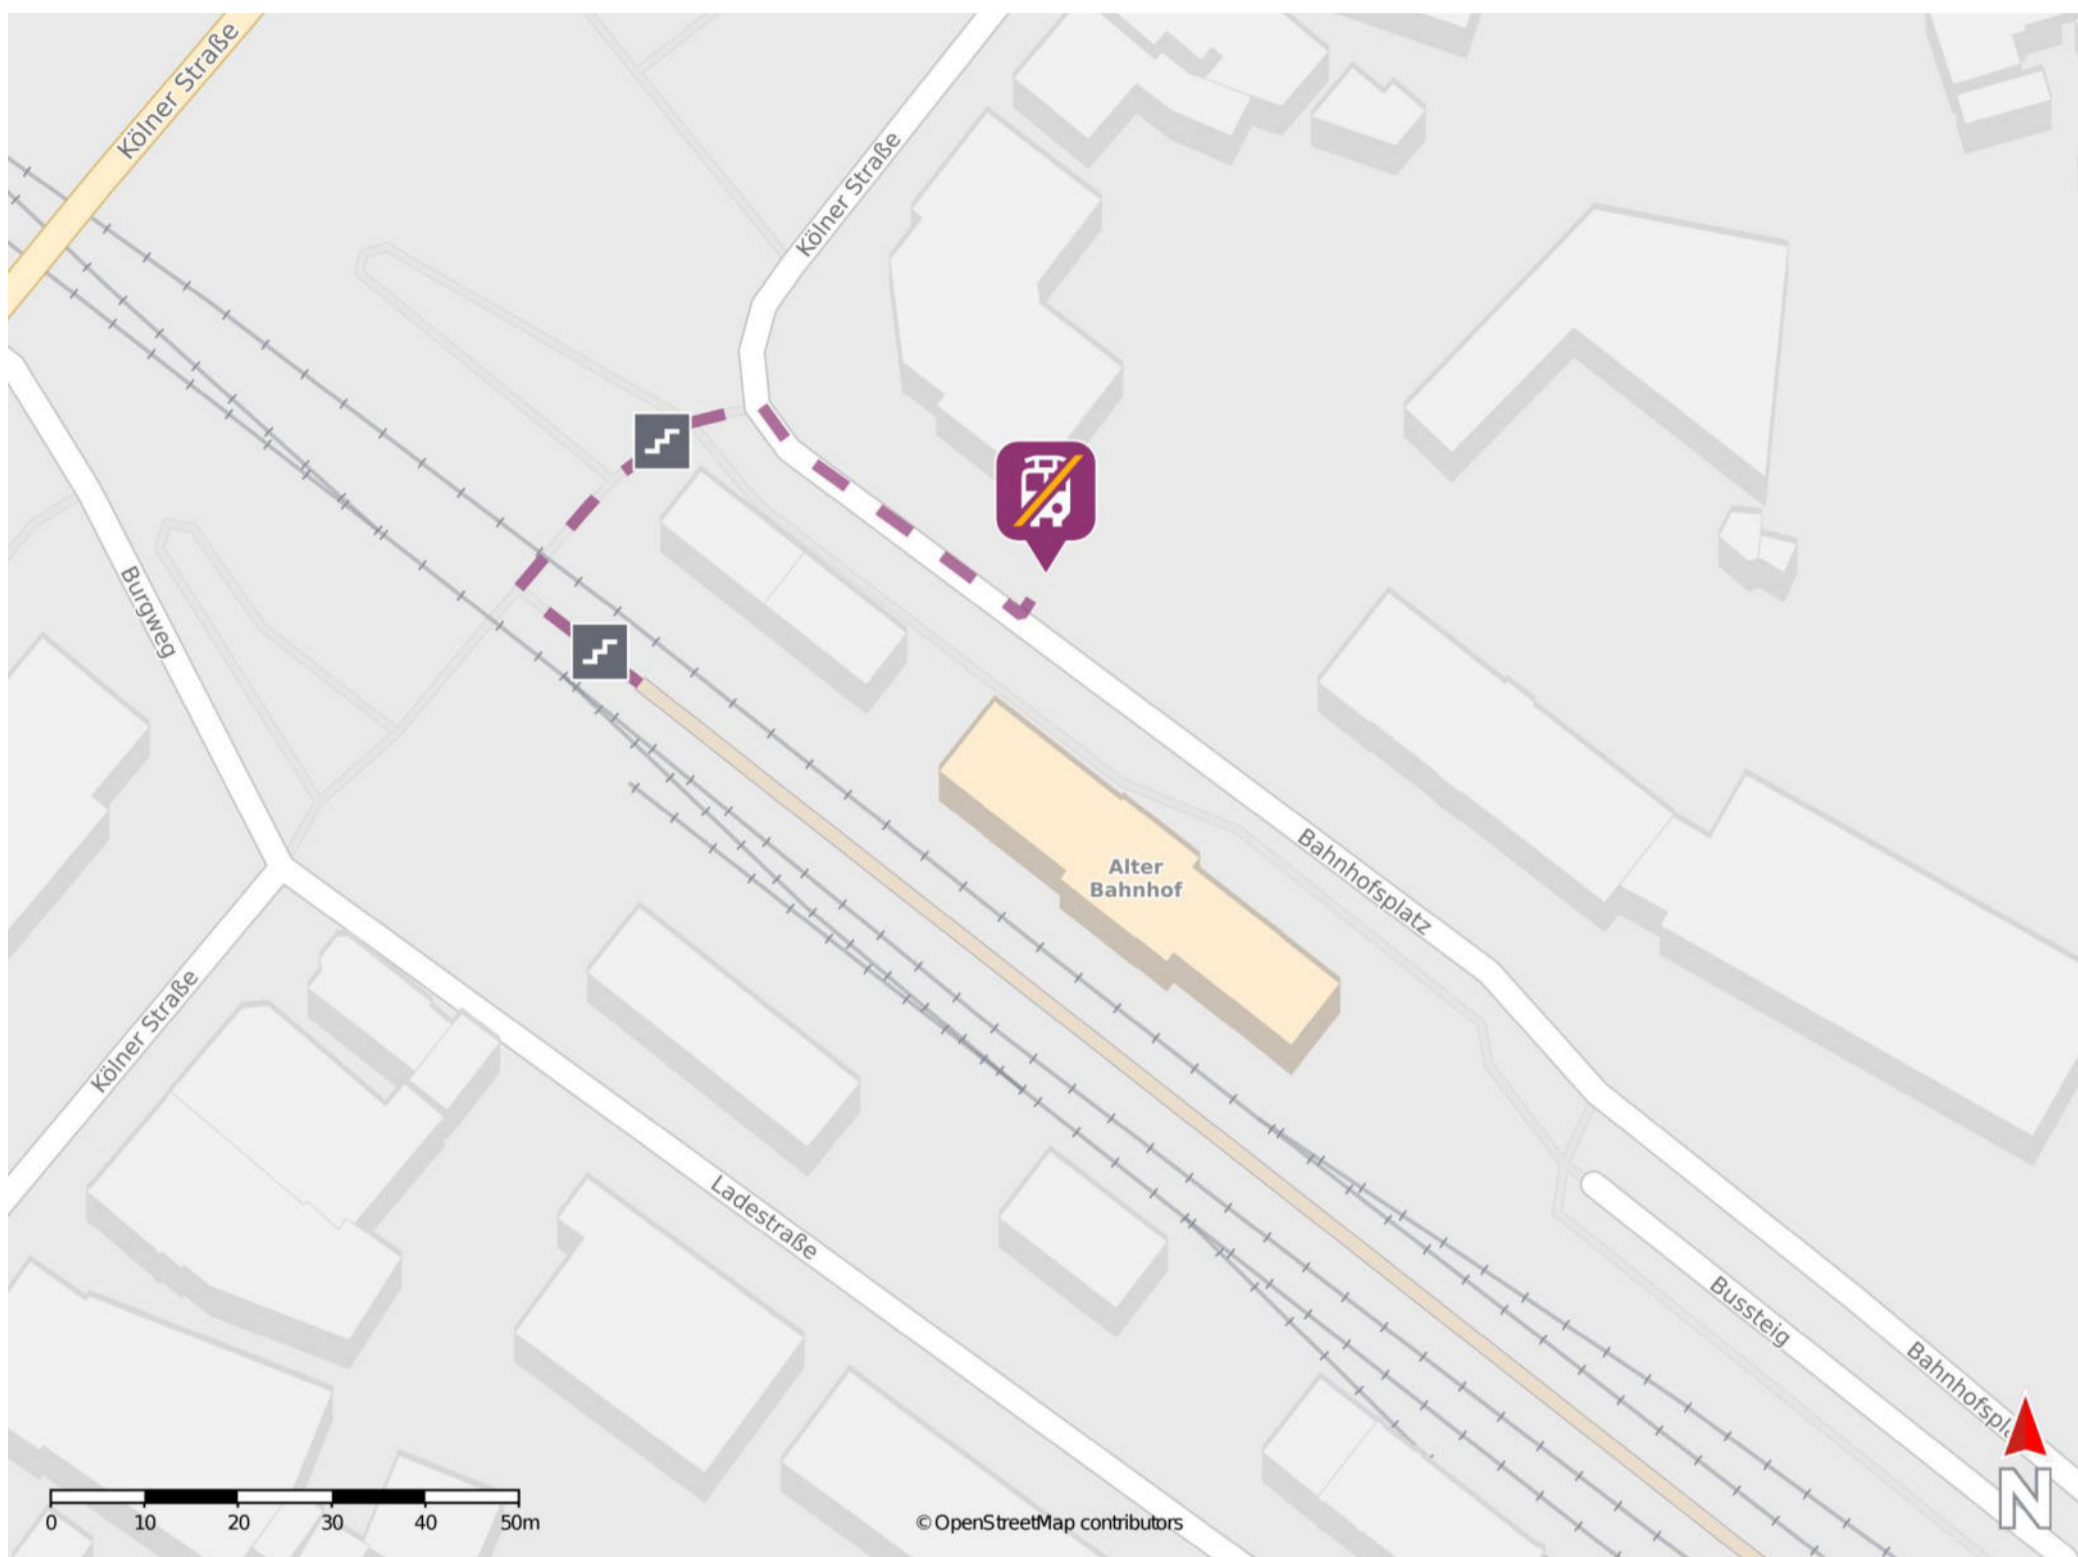 Kölner Straße
Kölner Straße
Burgweg
Alter
Bahnhof
Bahnhofsplatz
Kölner Straße
Ladestraße
Bussteig
Bahnhofspla
N
0 10 20 30 40 50m
© OpenStreetMap contributors